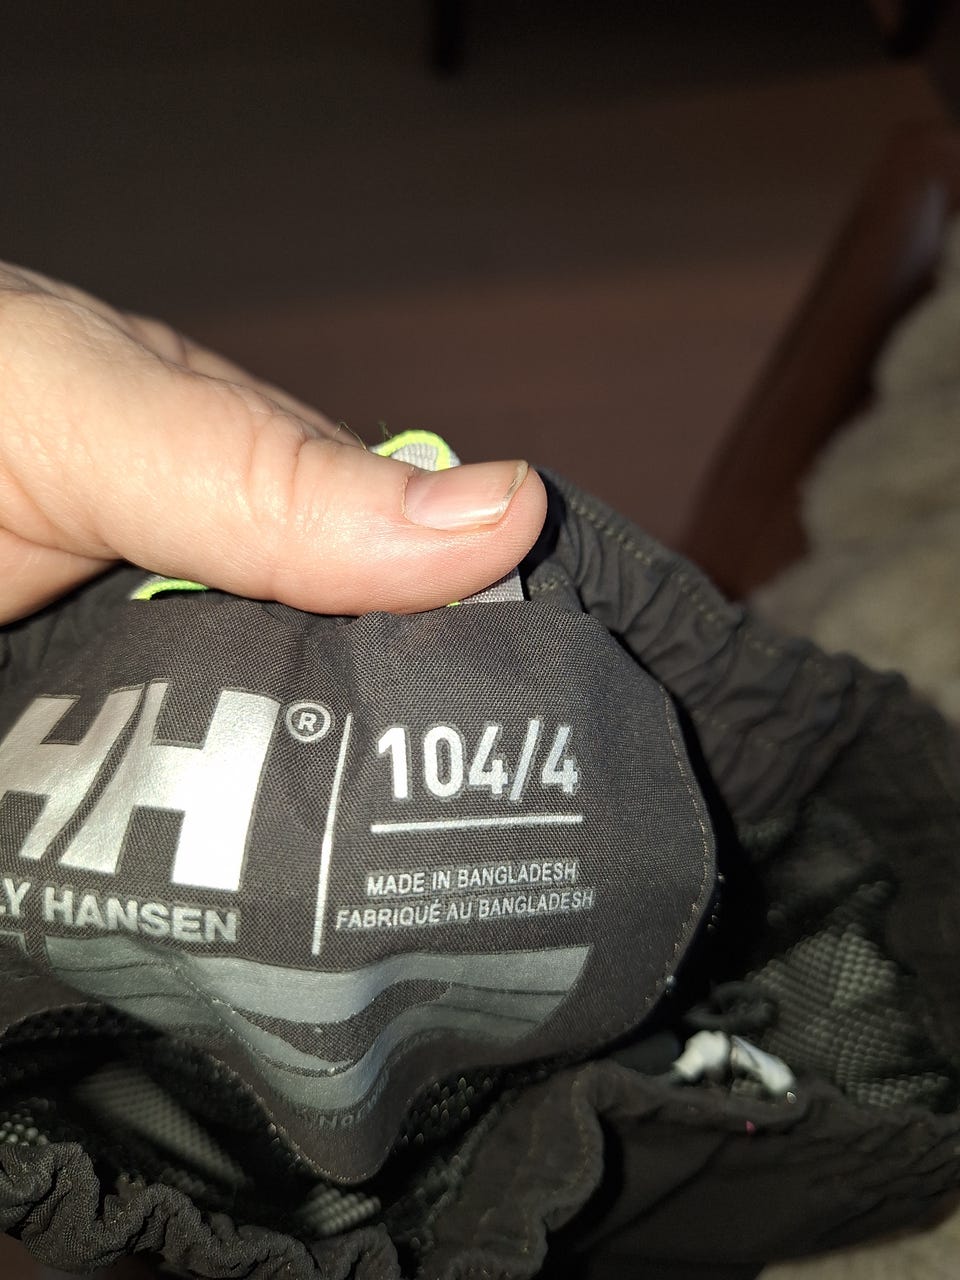 HH®
LY HANSEN
104/4
MADE IN BANGLADESH
FABRIQUÉ AU BANGLADESH